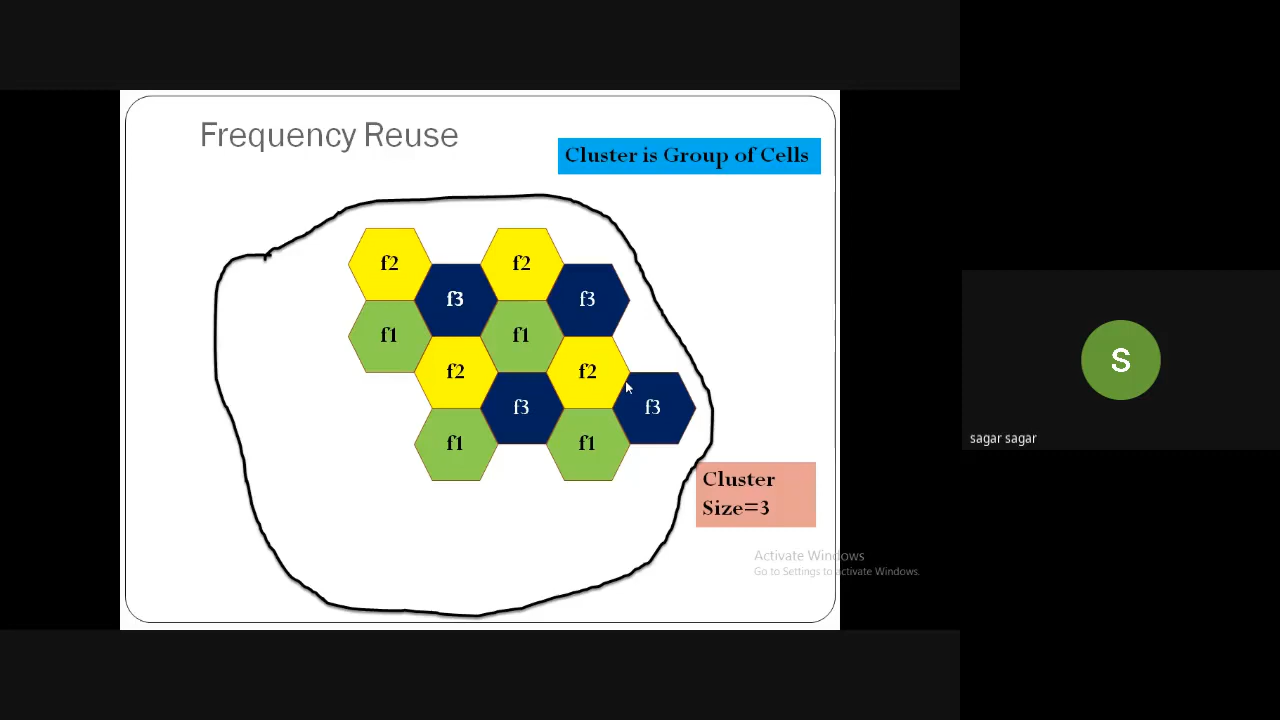 Frequency Reuse
Cluster is Group of Cells
f2
f2
f3
f3
f1
f1
f2
f2
f3
f3
f1
f1
Cluster
Size=3
Activate Windows
Go to Settings to activate Windows.
S
sagar sagar